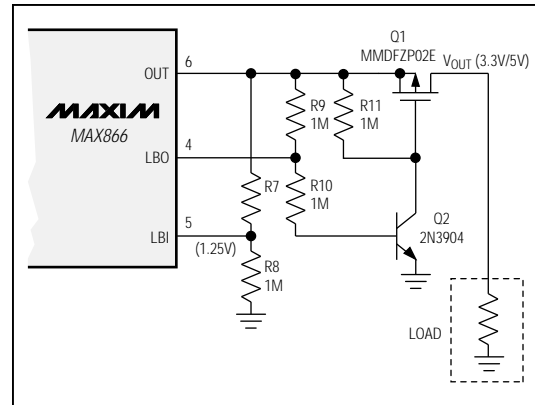 Q1
MMDFZP02E
6
OUT
VOUT (3.3V/5V)
MAXIM
MAX866
R9
1M
R11
1M
4
LBO
R7
R10
1M
5
LBI
(1.25V)
Q2
2N3904
R8
1M
LOAD